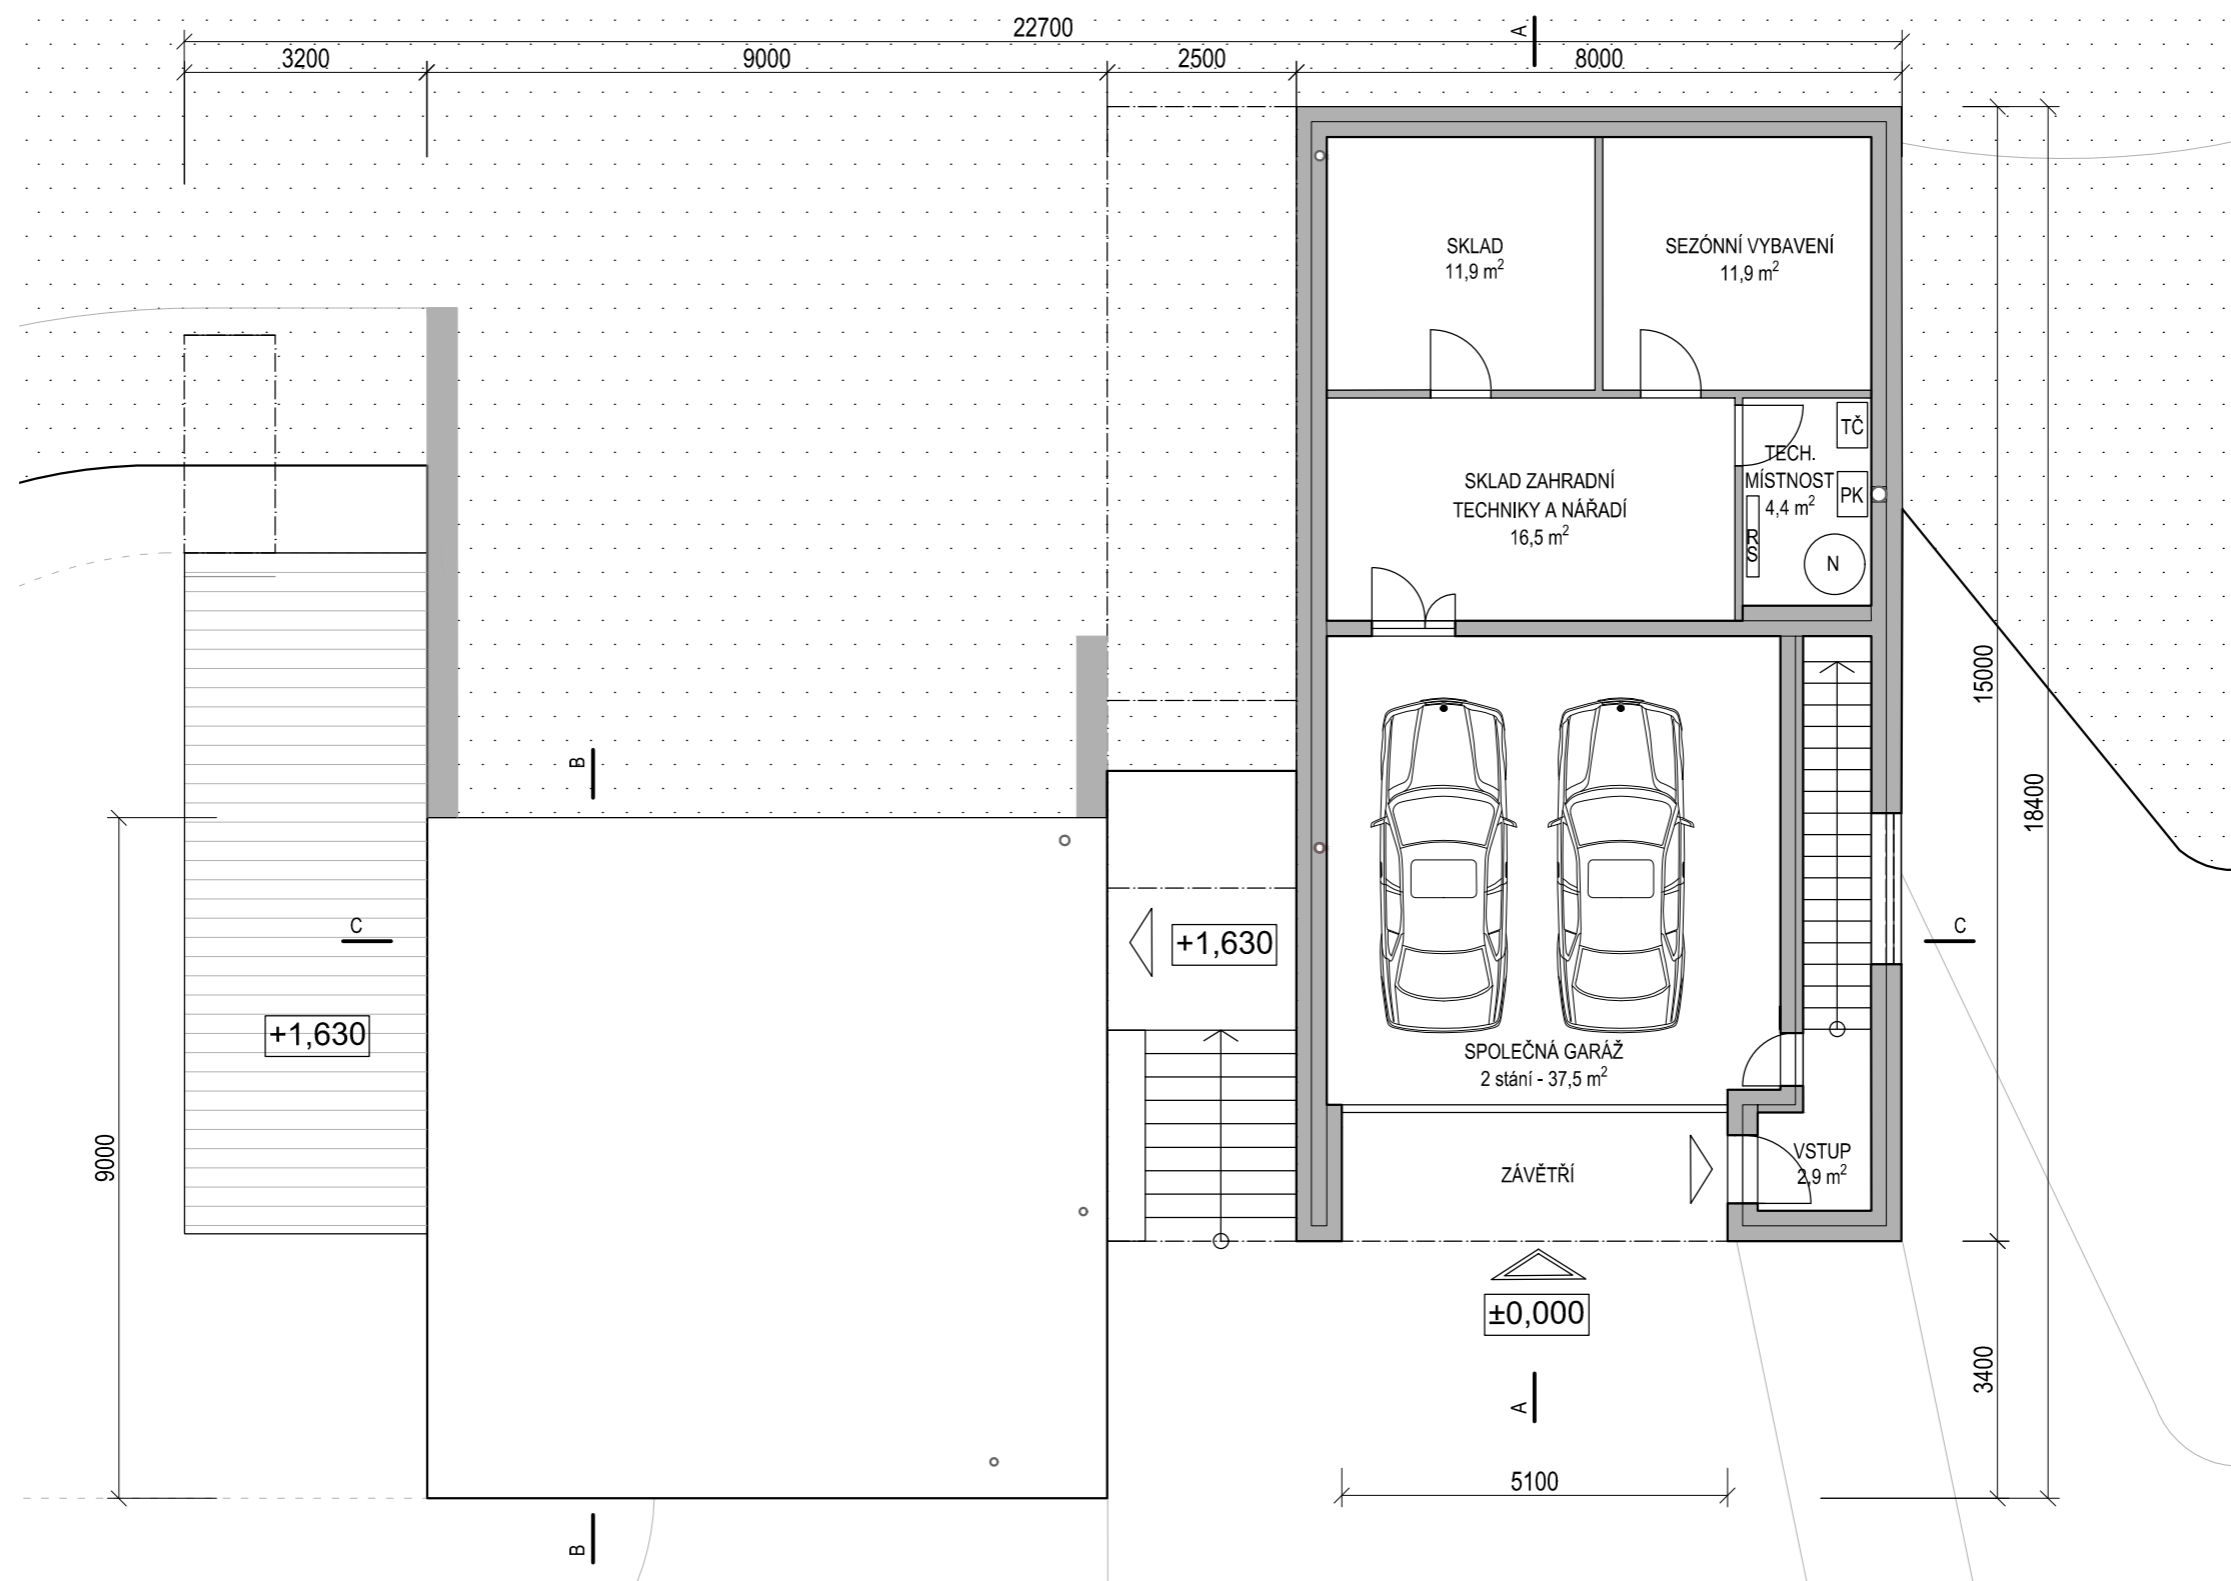 22700
A
3200
9000
2500
8000
SKLAD
11,9 m²
SEZÓNNÍ VYBAVENÍ
11,9 m²
TČ
TECH.
MÍSTNOST
4,4 m²
PK
RS
N
SKLAD ZAHRADNÍ
TECHNIKY A NÁŘADÍ
16,5 m²
15000
18400
B
C
+1,630
C
+1,630
SPOLEČNÁ GARÁŽ
2 stání - 37,5 m²
9000
VSTUP
2,9 m²
ZÁVĚTŘÍ
±0,000
3400
A
5100
B